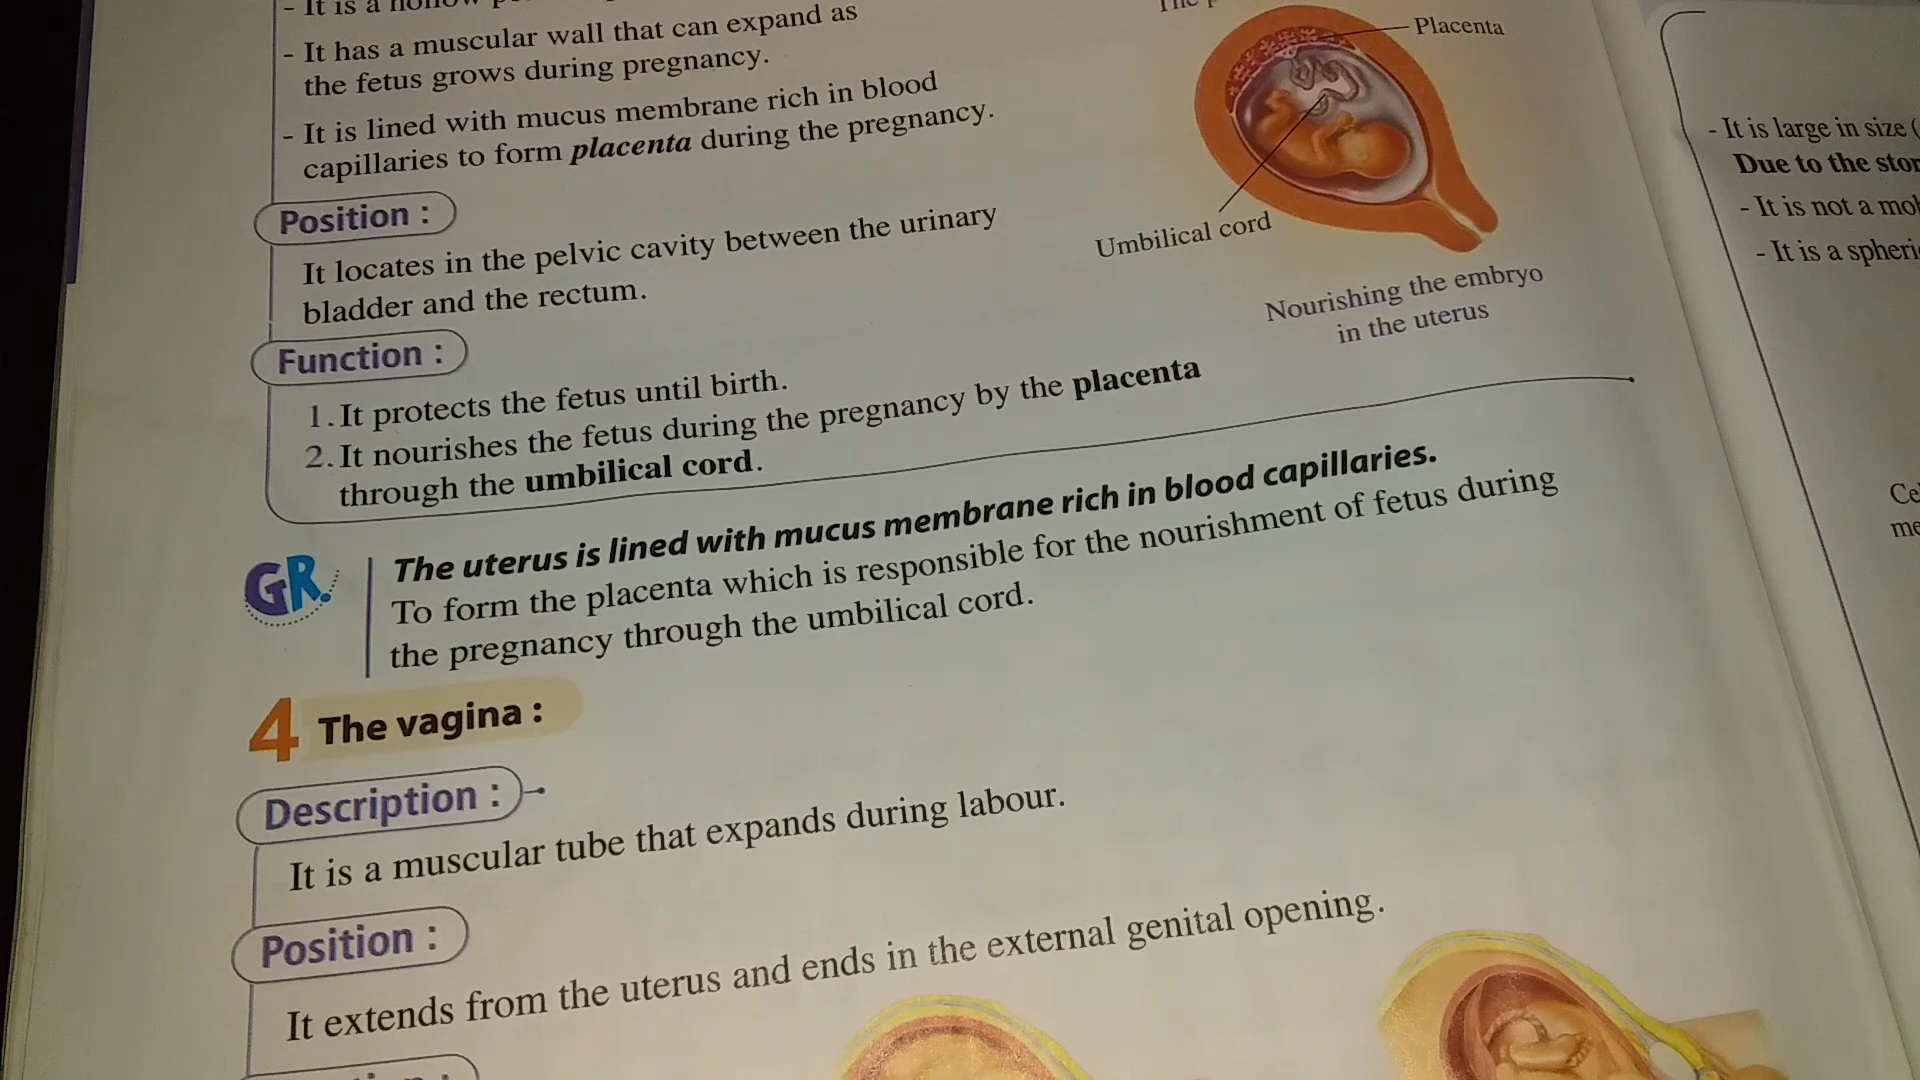 - It is a hollow
- It has a muscular wall that can expand as
the fetus grows during pregnancy.
- It is lined with mucus membrane rich in blood
capillaries to form placenta during the pregnancy.
Position :
It locates in the pelvic cavity between the urinary
bladder and the rectum.
Function :
1. It protects the fetus until birth.
2. It nourishes the fetus during the pregnancy by the placenta
through the umbilical cord.
The
Placenta
Umbilical cord
Nourishing the embryo
in the uterus
GR.
The uterus is lined with mucus membrane rich in blood capillaries.
To form the placenta which is responsible for the nourishment of fetus during
the pregnancy through the umbilical cord.
4 The vagina :
Description :
It is a muscular tube that expands during labour.
Position :
It extends from the uterus and ends in the external genital opening.
- It is large in size (
Due to the
- It is not a
- It is a